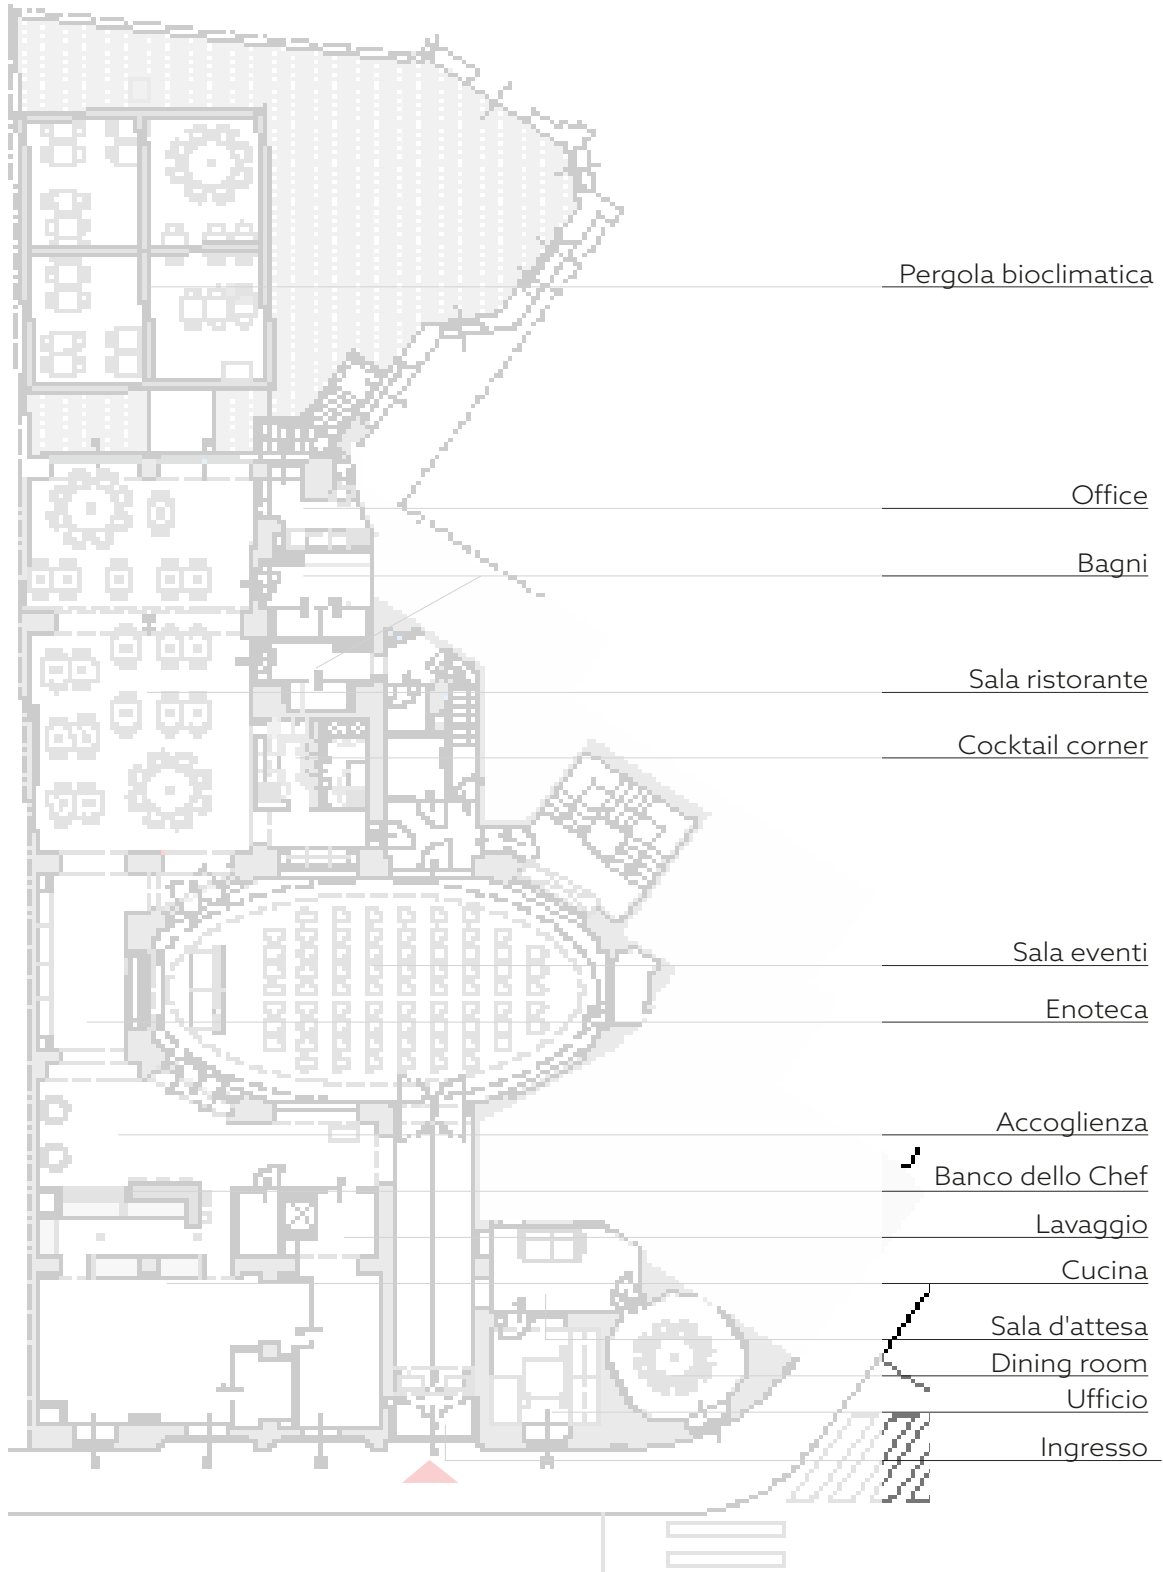 Pergola bioclimatica
Office
Bagni
Sala ristorante
Cocktail corner
Sala eventi
Enoteca
Accoglienza
Banco dello Chef
Lavaggio
Cucina
Sala d'attesa
Dining room
Ufficio
Ingresso